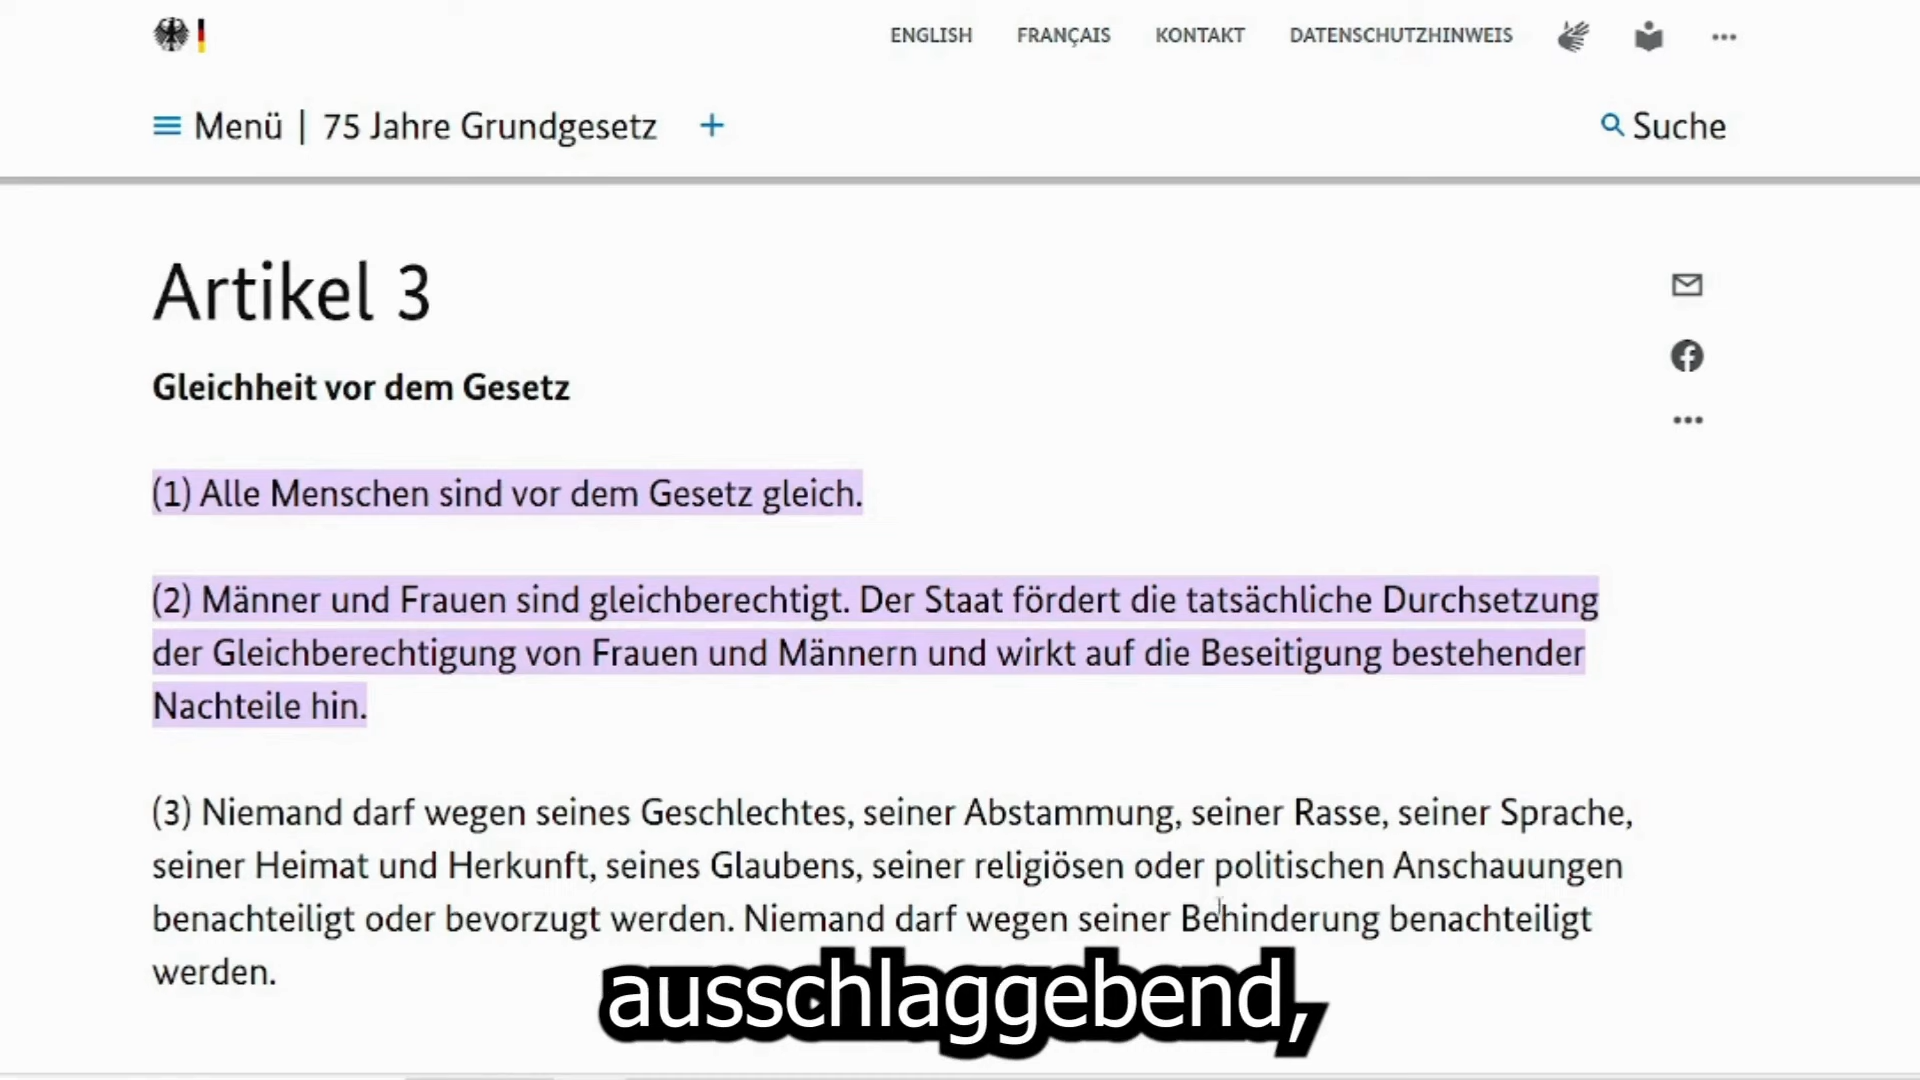 ENGLISH FRANÇAIS KONTAKT DATENSCHUTZHINWEIS
Menü | 75 Jahre Grundgesetz + Suche
Artikel 3
Gleichheit vor dem Gesetz
(1) Alle Menschen sind vor dem Gesetz gleich.
(2) Männer und Frauen sind gleichberechtigt. Der Staat fördert die tatsächliche Durchsetzung
der Gleichberechtigung von Frauen und Männern und wirkt auf die Beseitigung bestehender
Nachteile hin.
(3) Niemand darf wegen seines Geschlechtes, seiner Abstammung, seiner Rasse, seiner Sprache,
seiner Heimat und Herkunft, seines Glaubens, seiner religiösen oder politischen Anschauungen
benachteiligt oder bevorzugt werden. Niemand darf wegen seiner Behinderung benachteiligt
werden.
ausschlaggebend,